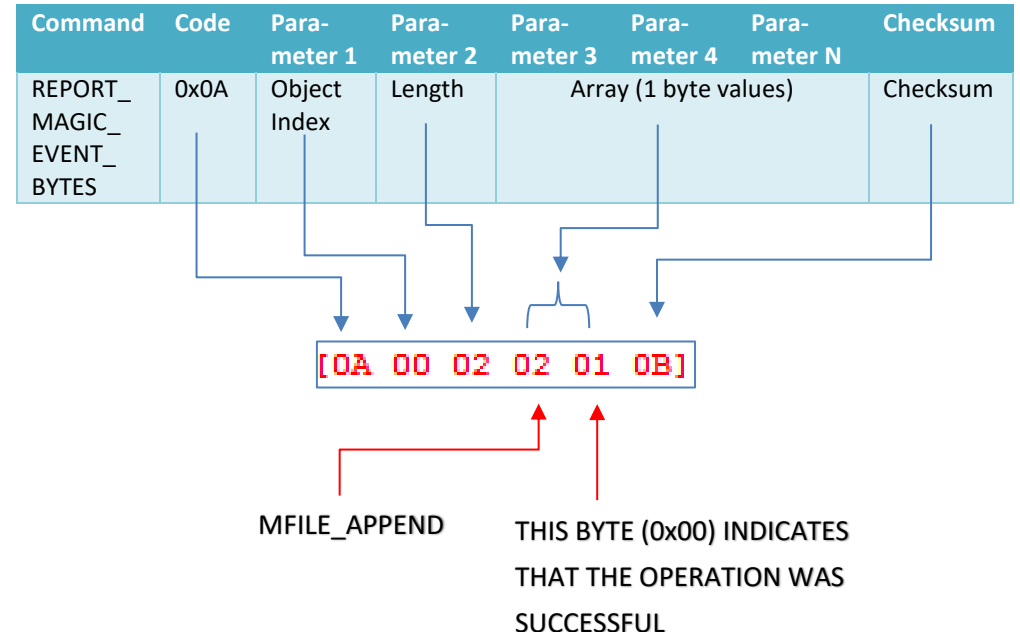 Command Code Para- Para- Para- Para- Para- Checksum
meter 1 meter 2 meter 3 meter 4 meter N
REPORT_ 0x0A Object Length Array (1 byte values) Checksum
MAGIC_ Index
EVENT_
BYTES
[0A 00 02 02 01 0B]
MFILE_APPEND
THIS BYTE (0x00) INDICATES
THAT THE OPERATION WAS
SUCCESSFUL